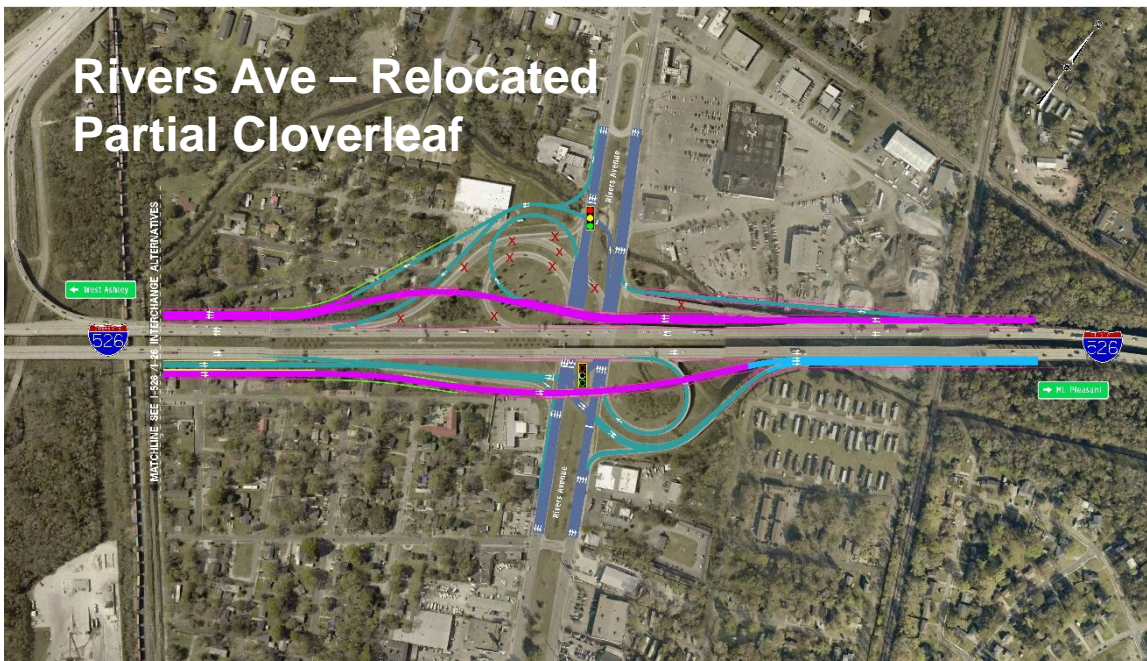 Rivers Ave – Relocated
Partial Cloverleaf
Rivers Avenue
MATCHLINE SEE I-526 /I-26 INTERCHANGE ALTERNATIVES
West Ashley
526
526
Mt. Pleasant
Rivers Avenue